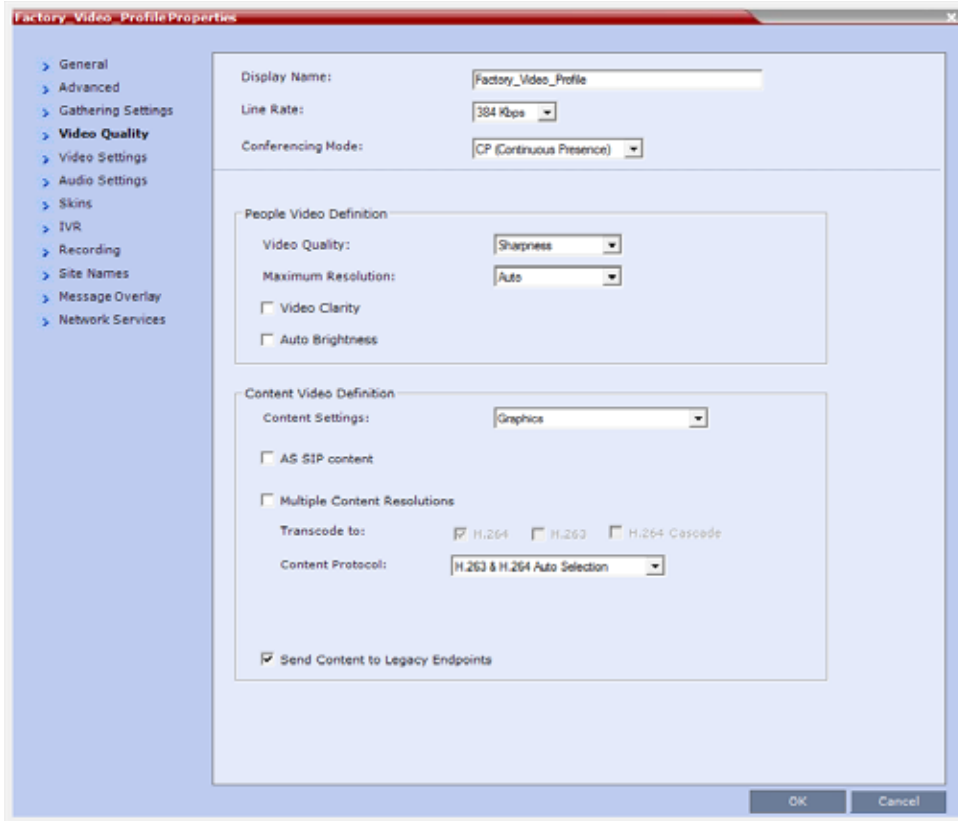 Factory_Video_Profile Properties
General
Advanced
Gathering Settings
Video Quality
Video Settings
Audio Settings
Skins
IVR
Recording
Site Names
Message Overlay
Network Services
Display Name: Factory_Video_Profile
Line Rate: 384 Kbps
Conferencing Mode: CP (Continuous Presence)
People Video Definition
Video Quality: Sharpness
Maximum Resolution: Auto
Video Clarity
Auto Brightness
Content Video Definition
Content Settings: Graphics
AS SIP content
Multiple Content Resolutions
Transcode to: H.264 H.263 H.264 Cascade
Content Protocol: H.263 & H.264 Auto Selection
Send Content to Legacy Endpoints
OK Cancel